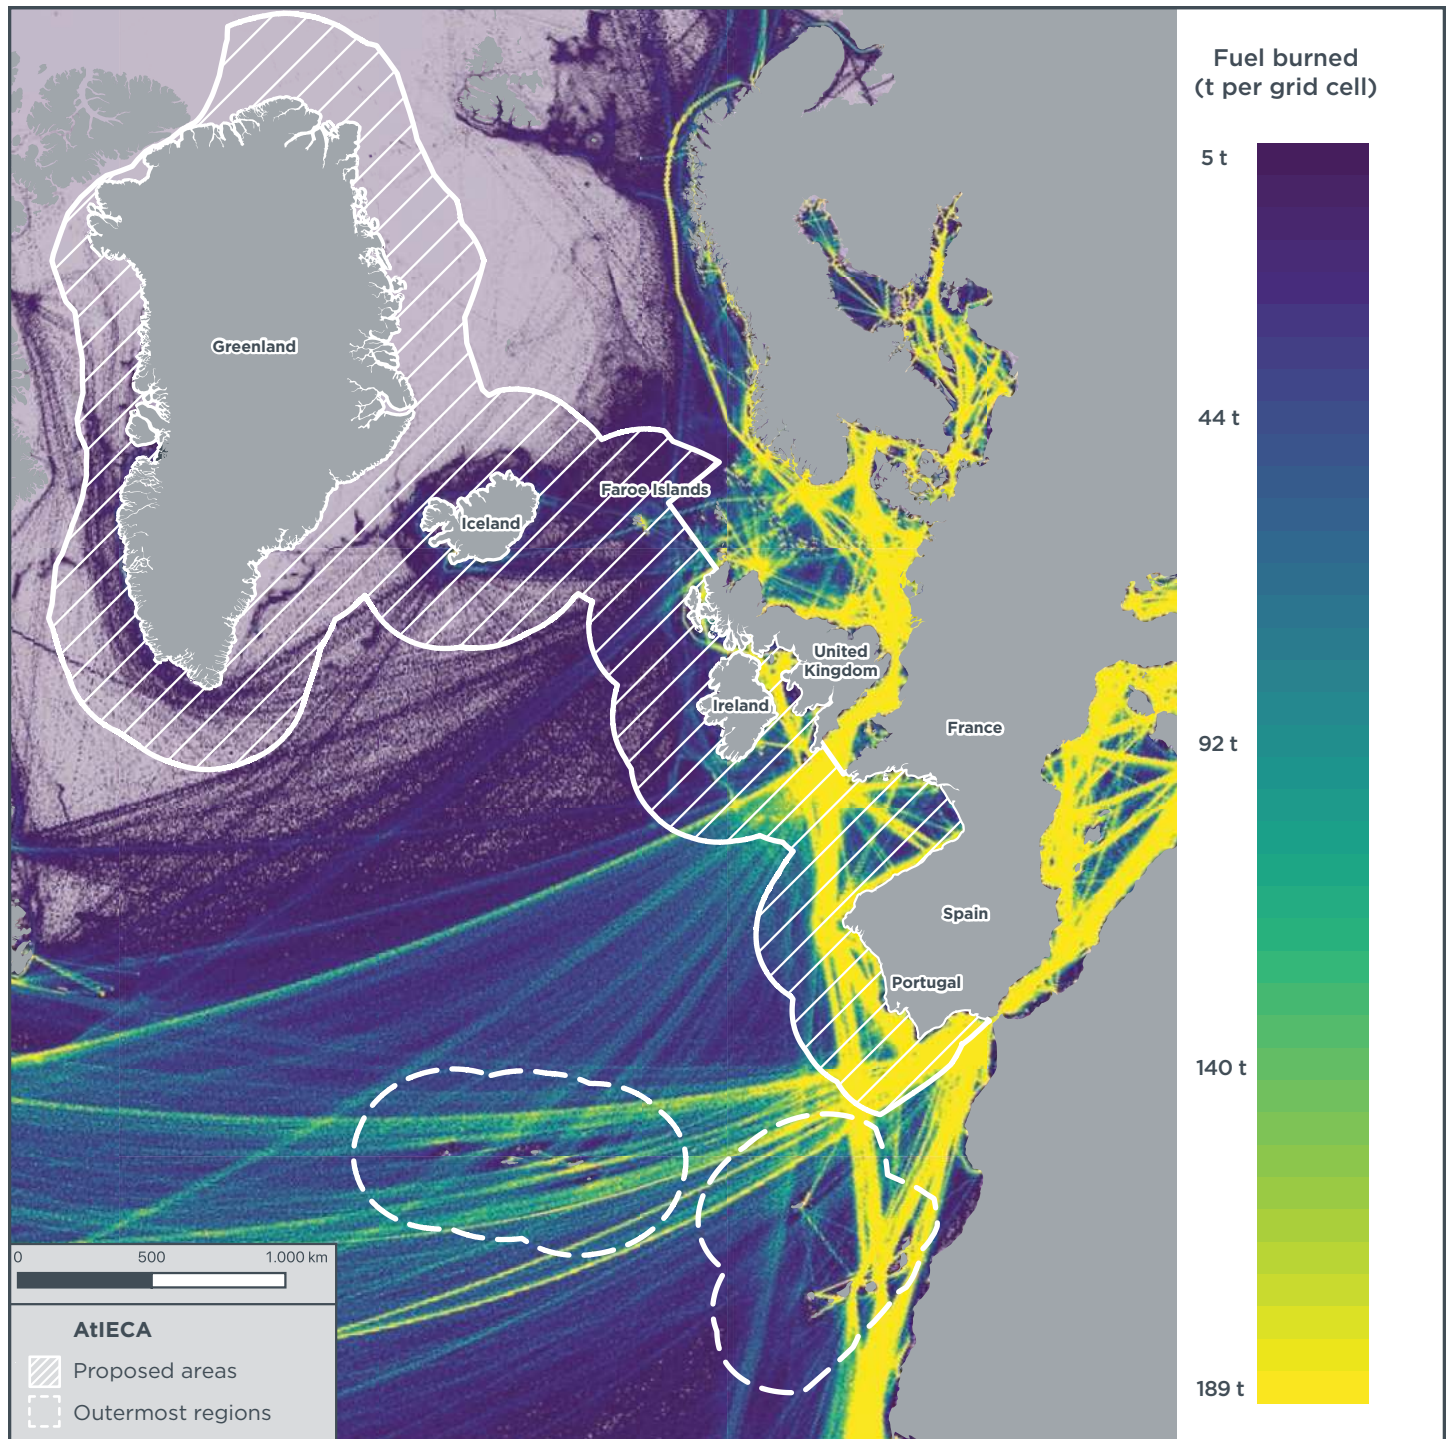 Fuel burned
(t per grid cell)
5 t
44 t
92 t
140 t
189 t
Greenland
Iceland
Faroe Islands
United
Kingdom
Ireland
France
Spain
Portugal
0 500 1.000 km
AtlECA
Proposed areas
Outermost regions